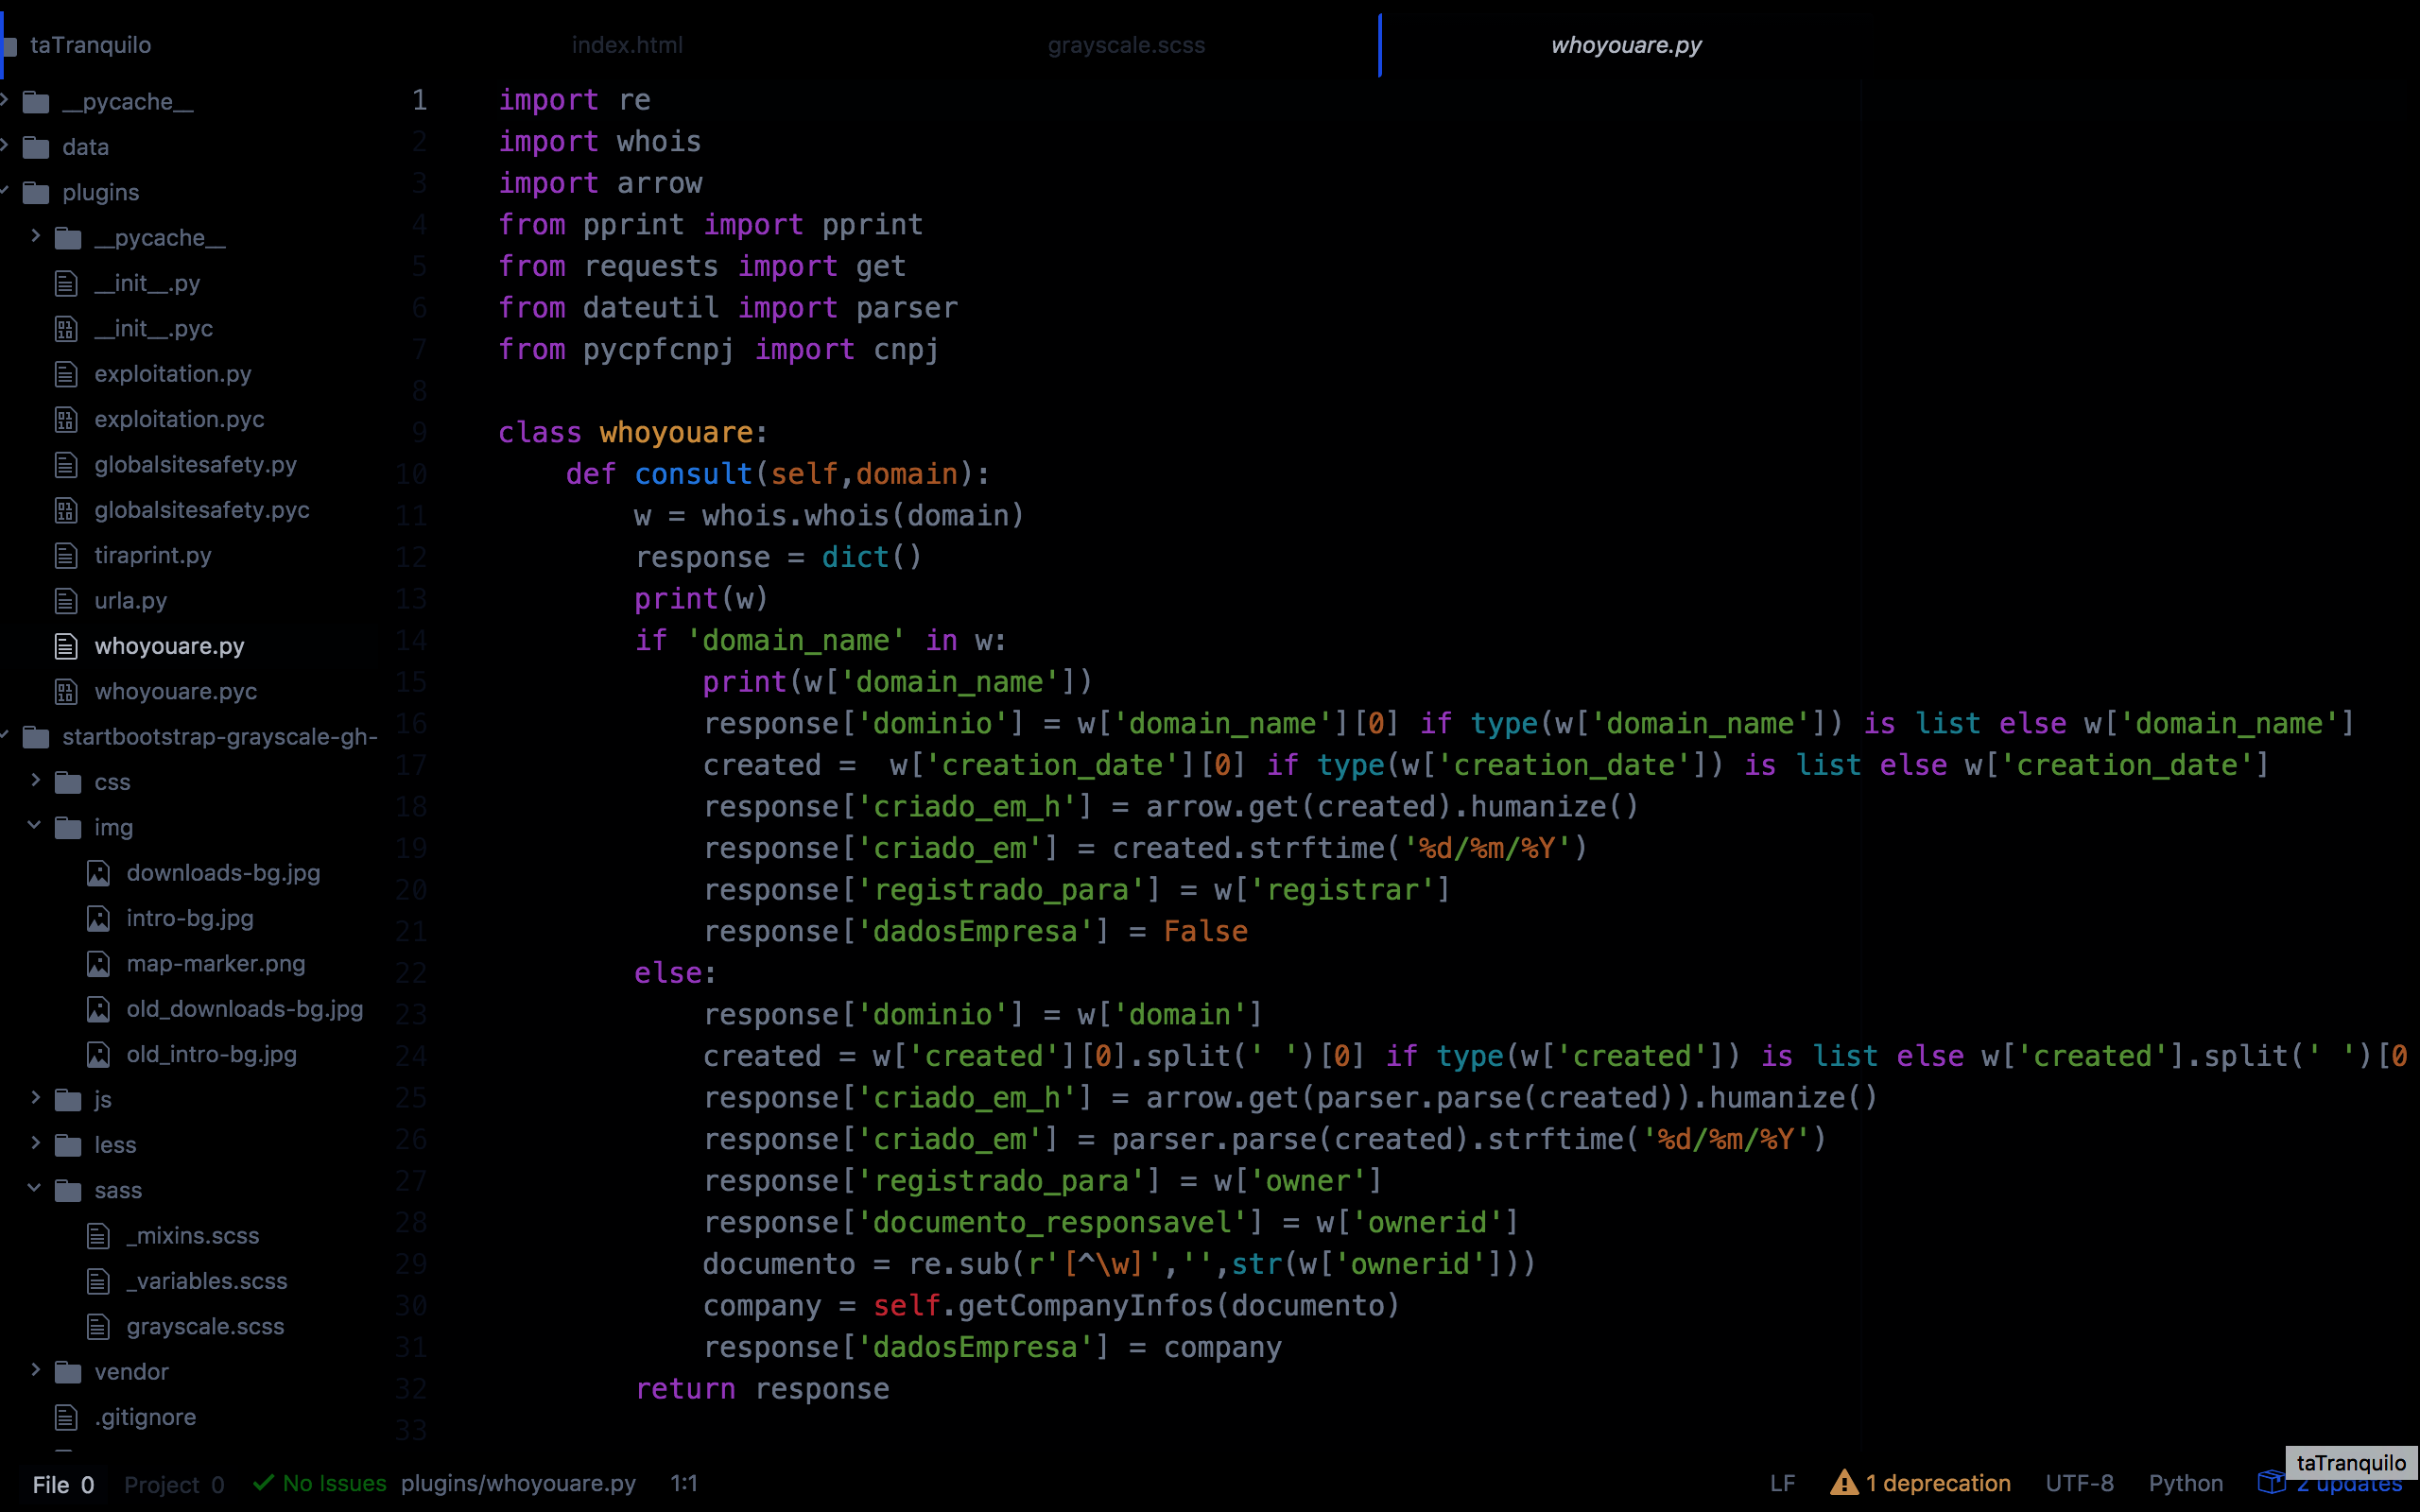 taTranquilo
index.html
grayscale.scss
whoyouare.py
__pycache__
data
plugins
__pycache__
__init__.py
__init__.pyc
exploitation.py
exploitation.pyc
globalsitesafety.py
globalsitesafety.pyc
tiraprint.py
urla.py
whoyouare.py
whoyouare.pyc
startbootstrap-grayscale-gh-
css
img
downloads-bg.jpg
intro-bg.jpg
map-marker.png
old_downloads-bg.jpg
old_intro-bg.jpg
js
less
sass
_mixins.scss
_variables.scss
grayscale.scss
vendor
.gitignore
1 import re
2 import whois
3 import arrow
4 from pprint import pprint
5 from requests import get
6 from dateutil import parser
7 from pycpfcnpj import cnpj
8
9 class whoyouare:
10     def consult(self,domain):
11         w = whois.whois(domain)
12         response = dict()
13         print(w)
14         if 'domain_name' in w:
15             print(w['domain_name'])
16             response['dominio'] = w['domain_name'][0] if type(w['domain_name']) is list else w['domain_name']
17             created =  w['creation_date'][0] if type(w['creation_date']) is list else w['creation_date']
18             response['criado_em_h'] = arrow.get(created).humanize()
19             response['criado_em'] = created.strftime('%d/%m/%Y')
20             response['registrado_para'] = w['registrar']
21             response['dadosEmpresa'] = False
22         else:
23             response['dominio'] = w['domain']
24             created = w['created'][0].split(' ')[0] if type(w['created']) is list else w['created'].split(' ')[0
25             response['criado_em_h'] = arrow.get(parser.parse(created)).humanize()
26             response['criado_em'] = parser.parse(created).strftime('%d/%m/%Y')
27             response['registrado_para'] = w['owner']
28             response['documento_responsavel'] = w['ownerid']
29             documento = re.sub(r'[^\w]','',str(w['ownerid']))
30             company = self.getCompanyInfos(documento)
31             response['dadosEmpresa'] = company
32         return response
33
File 0 Project 0 No Issues plugins/whoyouare.py 1:1 LF 1 deprecation UTF-8 Python 2 updates
taTranquilo